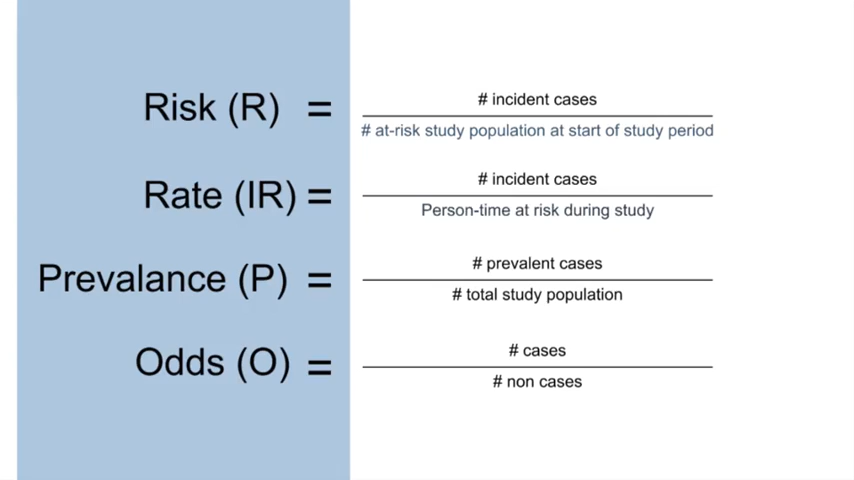 Risk (R) =
# incident cases
# at-risk study population at start of study period
Rate (IR) =
# incident cases
Person-time at risk during study
Prevalance (P) =
# prevalent cases
# total study population
Odds (O) =
# cases
# non cases